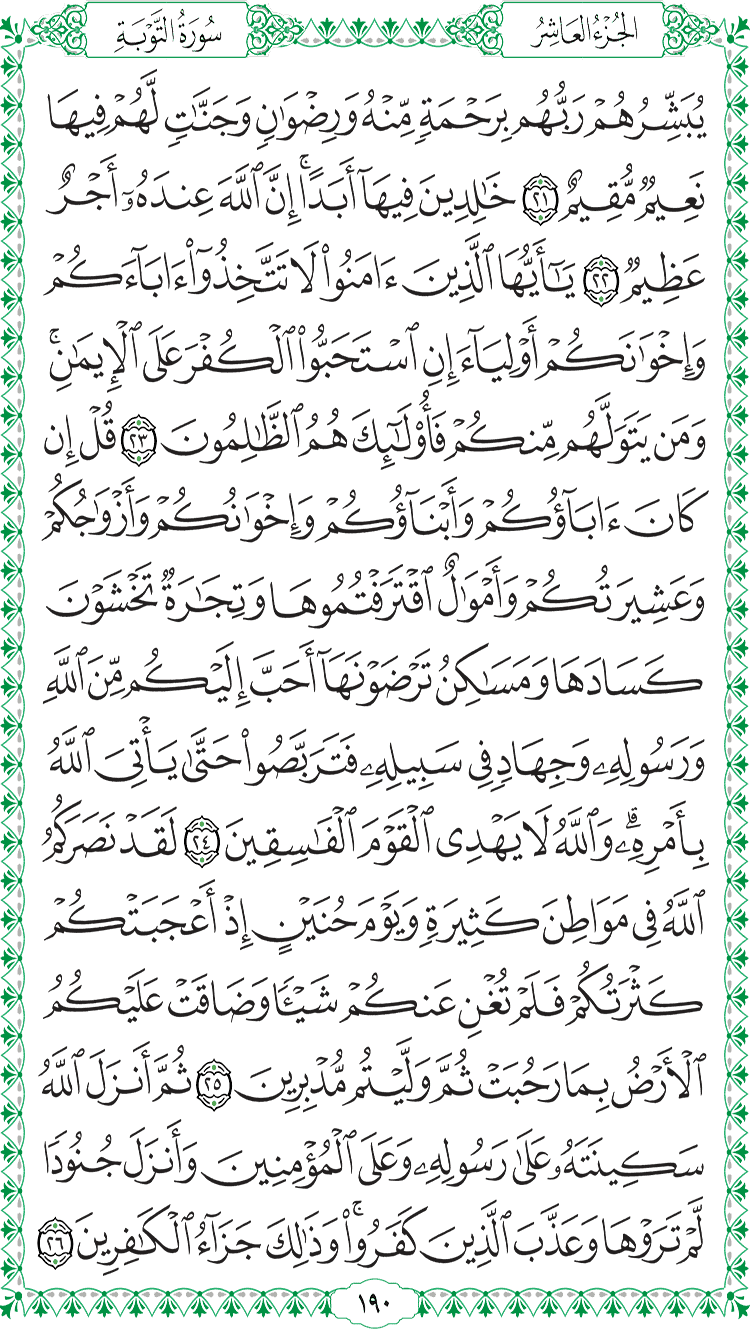 الجُزْءُ العَاشِرُ
سُورَةُ التَّوْبَةِ
يُبَشِّرُهُمْ رَبُّهُم بِرَحْمَةٍ مِّنْهُ وَرِضْوَٰنٍ وَجَنَّٰتٍ لَّهُمْ فِيهَا
نَعِيمٌ مُّقِيمٌ ٢١ خَٰلِدِينَ فِيهَآ أَبَدًاۚ إِنَّ ٱللَّهَ عِندَهُۥٓ أَجْرٌ
عَظِيمٌ ٢٢ يَٰٓأَيُّهَا ٱلَّذِينَ ءَامَنُوا۟ لَا تَتَّخِذُوٓا۟ ءَابَآءَكُمْ
وَإِخْوَٰنَكُمْ أَوْلِيَآءَ إِنِ ٱسْتَحَبُّوا۟ ٱلْكُفْرَ عَلَى ٱلْإِيمَٰنِۚ
وَمَن يَتَوَلَّهُم مِّنكُمْ فَأُو۟لَٰٓئِكَ هُمُ ٱلظَّٰلِمُونَ ٢٣ قُلْ إِن
كَانَ ءَابَآؤُكُمْ وَأَبْنَآؤُكُمْ وَإِخْوَٰنُكُمْ وَأَزْوَٰجُكُمْ
وَعَشِيرَتُكُمْ وَأَمْوَٰلٌ ٱقْتَرَفْتُمُوهَا وَتِجَٰرَةٌ تَخْشَوْنَ
كَسَادَهَا وَمَسَٰكِنُ تَرْضَوْنَهَآ أَحَبَّ إِلَيْكُم مِّنَ ٱللَّهِ
وَرَسُولِهِۦ وَجِهَادٍ فِى سَبِيلِهِۦ فَتَرَبَّصُوا۟ حَتَّىٰ يَأْتِىَ ٱللَّهُ
بِأَمْرِهِۦۗ وَٱللَّهُ لَا يَهْدِى ٱلْقَوْمَ ٱلْفَٰسِقِينَ ٢٤ لَقَدْ نَصَرَكُمُ
ٱللَّهُ فِى مَوَاطِنَ كَثِيرَةٍ وَيَوْمَ حُنَيْنٍ إِذْ أَعْجَبَتْكُمْ
كَثْرَتُكُمْ فَلَمْ تُغْنِ عَنكُمْ شَيْـًٔا وَضَاقَتْ عَلَيْكُمُ
ٱلْأَرْضُ بِمَا رَحُبَتْ ثُمَّ وَلَّيْتُم مُّدْبِرِينَ ٢٥ ثُمَّ أَنزَلَ ٱللَّهُ
سَكِينَتَهُۥ عَلَىٰ رَسُولِهِۦ وَعَلَى ٱلْمُؤْمِنِينَ وَأَنزَلَ جُنُودًا
لَّمْ تَرَوْهَا وَعَذَّبَ ٱلَّذِينَ كَفَرُوا۟ۚ وَذَٰلِكَ جَزَآءُ ٱلْكَٰفِرِينَ ٢٦
١٩٠